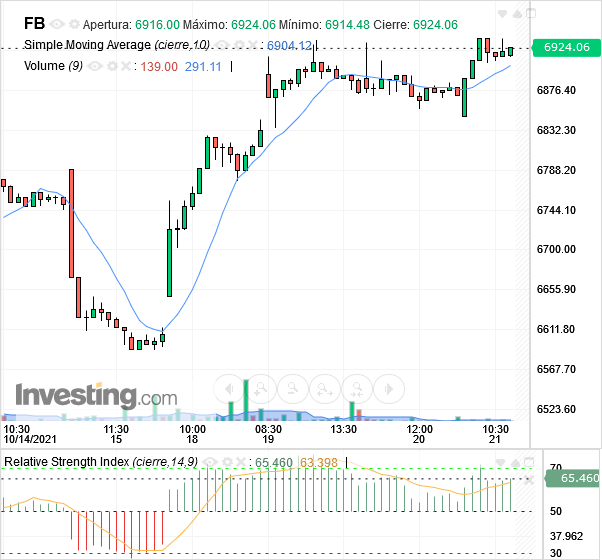 FB Apertura: 6916.00 Máximo: 6924.06 Mínimo: 6914.48 Cierre: 6924.06
Simple Moving Average (cierre,10) : 6904.12
Volume (9) : 139.00 291.11
6924.06
6876.40
6832.30
6788.20
6744.10
6700.00
6655.90
6611.80
6567.70
6523.60
Investing.com
10:30 11:30 10:00 08:30 13:30 12:00 10:30
10/14/2021 15 18 19 20 21
Relative Strength Index (cierre,14,9) : 65.460 63.398
70
65.460
50
37.962
30